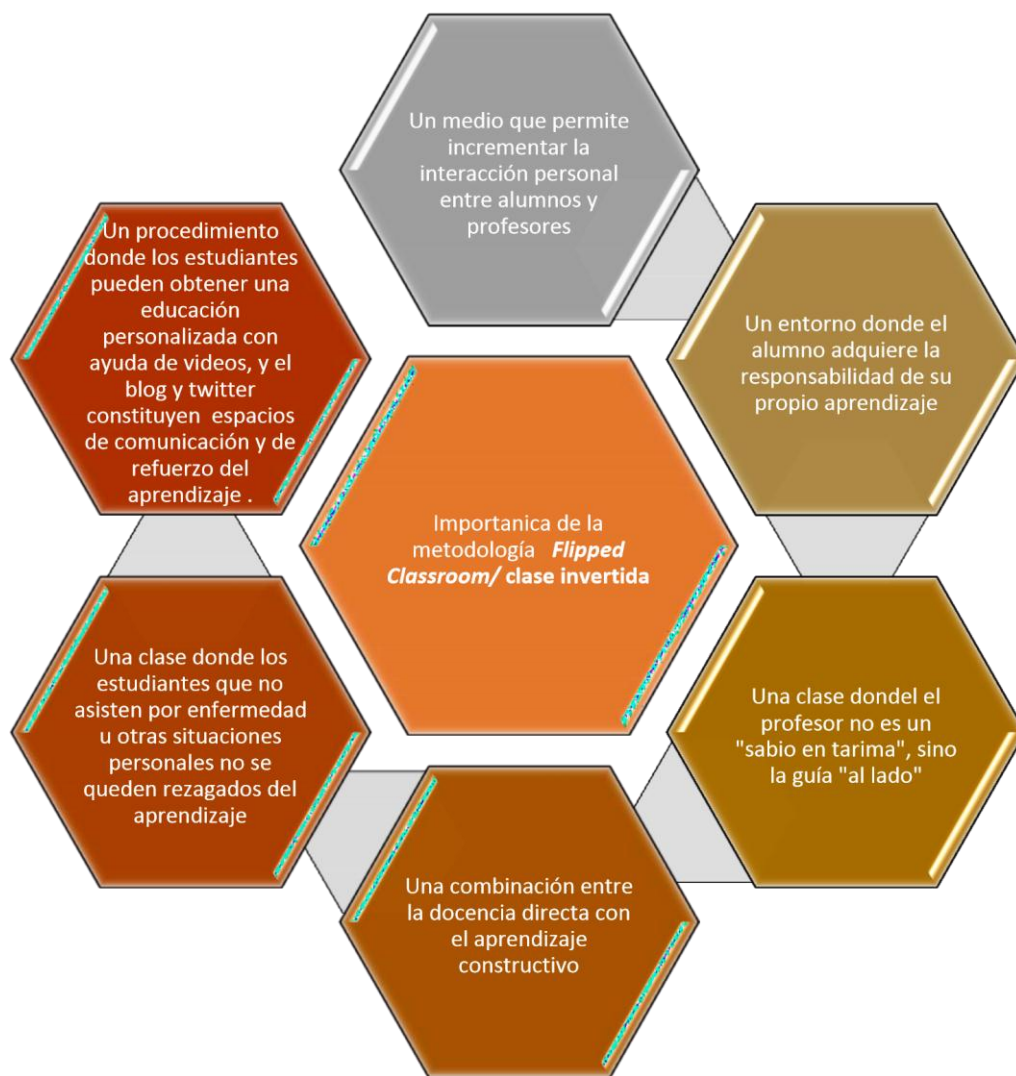 Un medio que permite
incrementar la
interacción personal
entre alumnos y
profesores
Un entorno donde el
alumno adquiere la
responsabilidad de su
propio aprendizaje
Una clase dondel el
profesor no es un
"sabio en tarima", sino
la guía "al lado"
Una combinación entre
la docencia directa con
el aprendizaje
constructivo
Una clase donde los
estudiantes que no
asisten por enfermedad
u otras situaciones
personales no se
queden rezagados del
aprendizaje
Un procedimiento
donde los estudiantes
pueden obtener una
educación
personalizada con
ayuda de videos, y el
blog y twitter
constituyen espacios
de comunicación y de
refuerzo del
aprendizaje .
Importanica de la
metodología Flipped
Classroom/ clase invertida